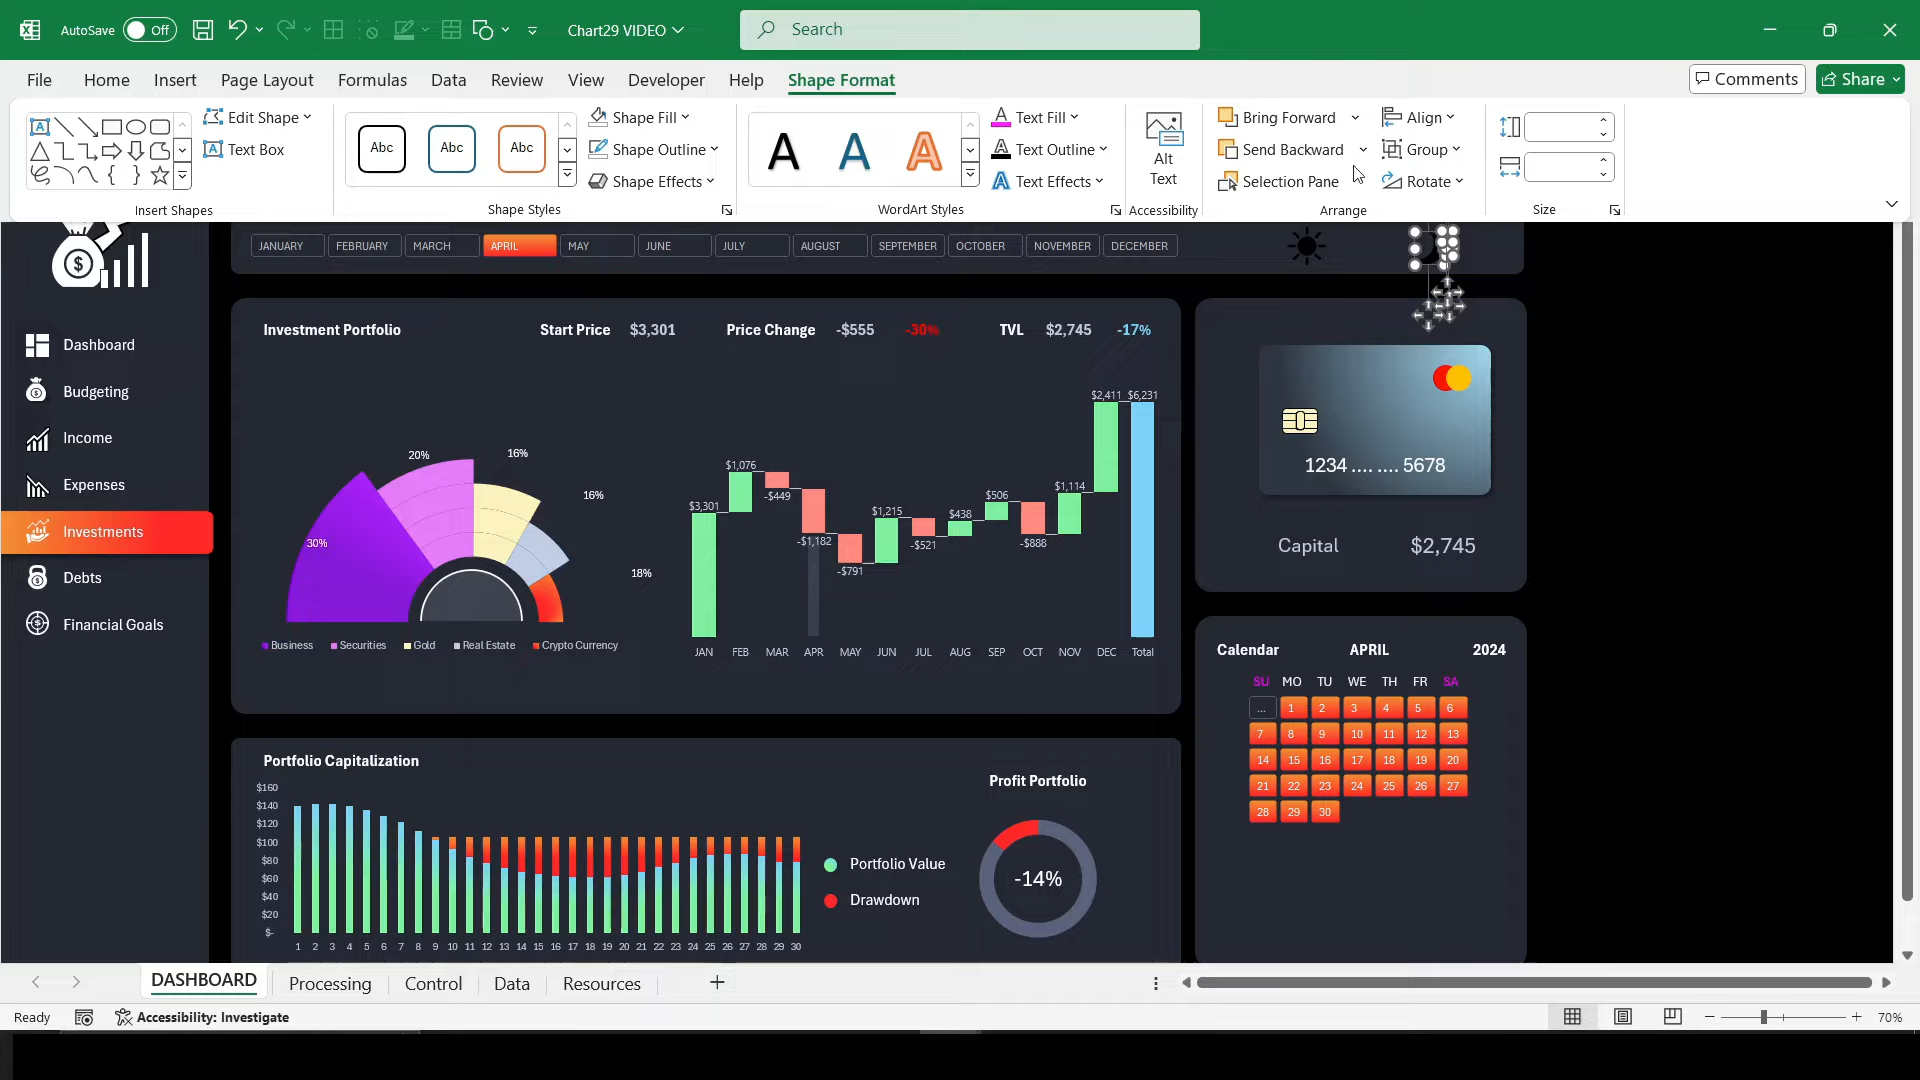 AutoSave Off Chart29 VIDEO Search
File Home Insert Page Layout Formulas Data Review View Developer Help Shape Format Comments Share
Edit Shape
Text Box
Insert Shapes
Abc Abc Abc
Shape Fill
Shape Outline
Shape Effects
Shape Styles
A A A
Text Fill
Text Outline
Text Effects
WordArt Styles
Alt
Text
Accessibility
Bring Forward
Send Backward
Selection Pane
Align
Group
Rotate
Arrange
Size
JANUARY FEBRUARY MARCH APRIL MAY JUNE JULY AUGUST SEPTEMBER OCTOBER NOVEMBER DECEMBER
Dashboard
Budgeting
Income
Expenses
Investments
Debts
Financial Goals
Investment Portfolio Start Price $3,301 Price Change -$555 -30% TVL $2,745 -17%
30%
20%
16%
16%
18%
Business Securities Gold Real Estate Crypto Currency
$3,301 $1,076 -$449 -$1,182 -$791 $1,215 -$521 $438 $506 -$888 $1,114 $2,411 $6,231
JAN FEB MAR APR MAY JUN JUL AUG SEP OCT NOV DEC Total
1234 .... .... 5678
Capital $2,745
Portfolio Capitalization
$160
$140
$120
$100
$80
$60
$40
$20
$-
1 2 3 4 5 6 7 8 9 10 11 12 13 14 15 16 17 18 19 20 21 22 23 24 25 26 27 28 29 30
Portfolio Value
Drawdown
Profit Portfolio
-14%
Calendar APRIL 2024
SU MO TU WE TH FR SA
... 1 2 3 4 5 6
7 8 9 10 11 12 13
14 15 16 17 18 19 20
21 22 23 24 25 26 27
28 29 30
DASHBOARD Processing Control Data Resources
Ready Accessibility: Investigate 70%